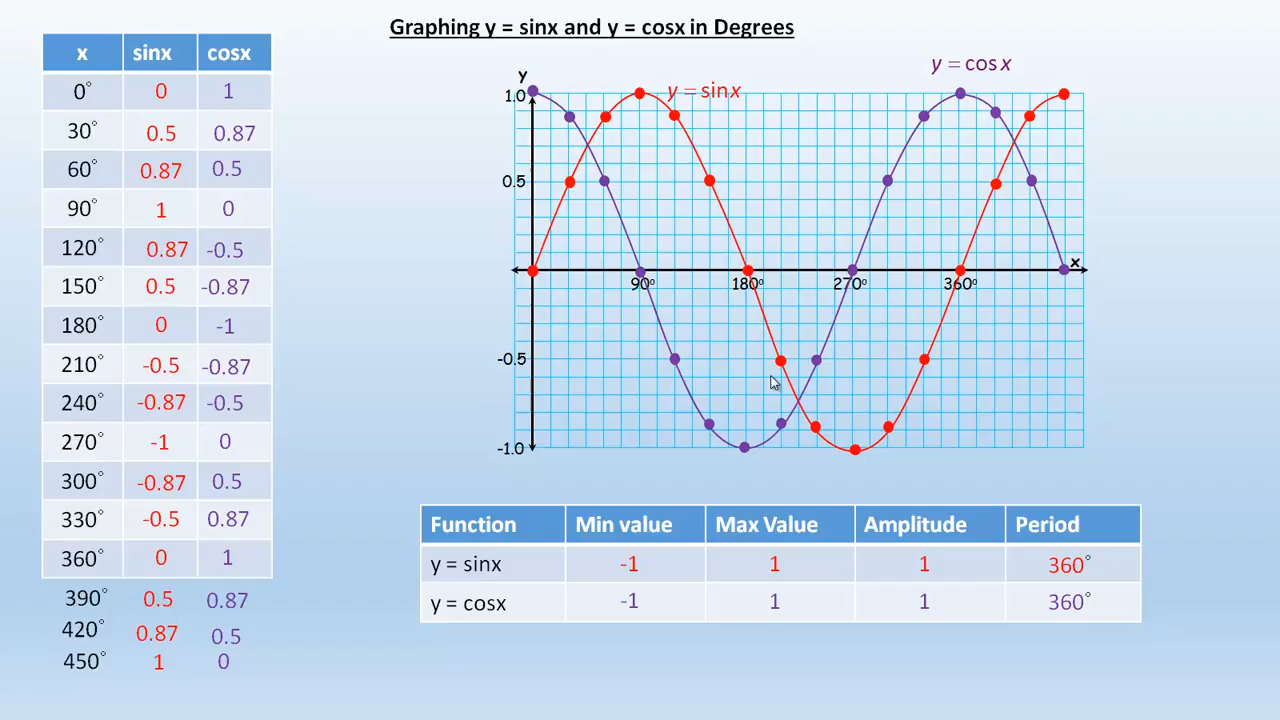 Graphing y = sinx and y = cosx in Degrees
x sinx cosx
0° 0 1
30° 0.5 0.87
60° 0.87 0.5
90° 1 0
120° 0.87 -0.5
150° 0.5 -0.87
180° 0 -1
210° -0.5 -0.87
240° -0.87 -0.5
270° -1 0
300° -0.87 0.5
330° -0.5 0.87
360° 0 1
390° 0.5 0.87
420° 0.87 0.5
450° 1 0
y = cos x
y
1.0
y = sin x
0.5
x
90° 180° 270° 360°
-0.5
-1.0
Function Min value Max Value Amplitude Period
y = sinx -1 1 1 360°
y = cosx -1 1 1 360°